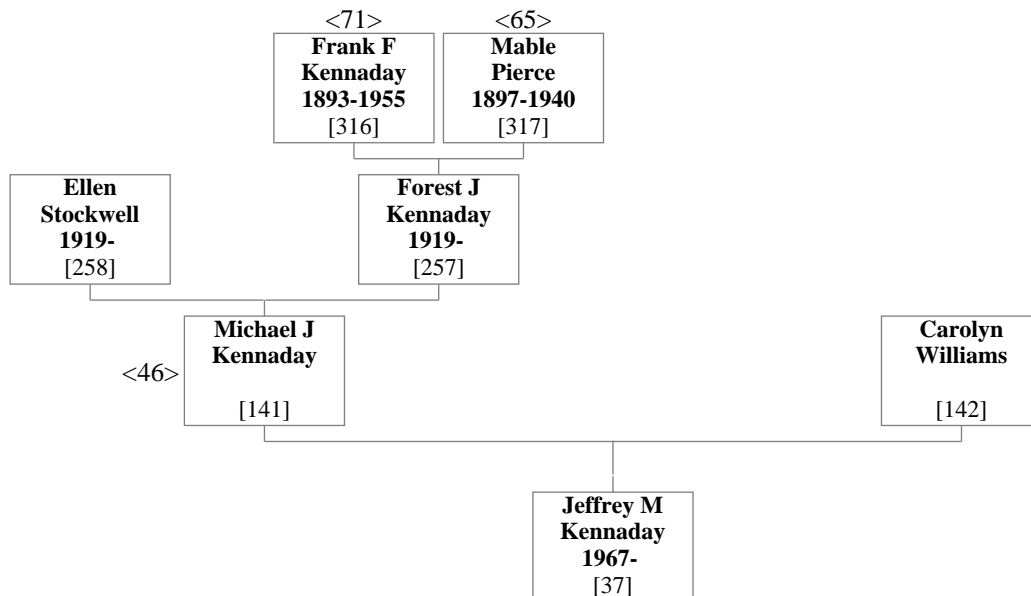 <71>
<65>
Frank F
Kennaday
1893-1955
[316]
Mable
Pierce
1897-1940
[317]
Ellen
Stockwell
1919-
[258]
Forest J
Kennaday
1919-
[257]
<46>
Michael J
Kennaday
[141]
Carolyn
Williams
[142]
Jeffrey M
Kennaday
1967-
[37]